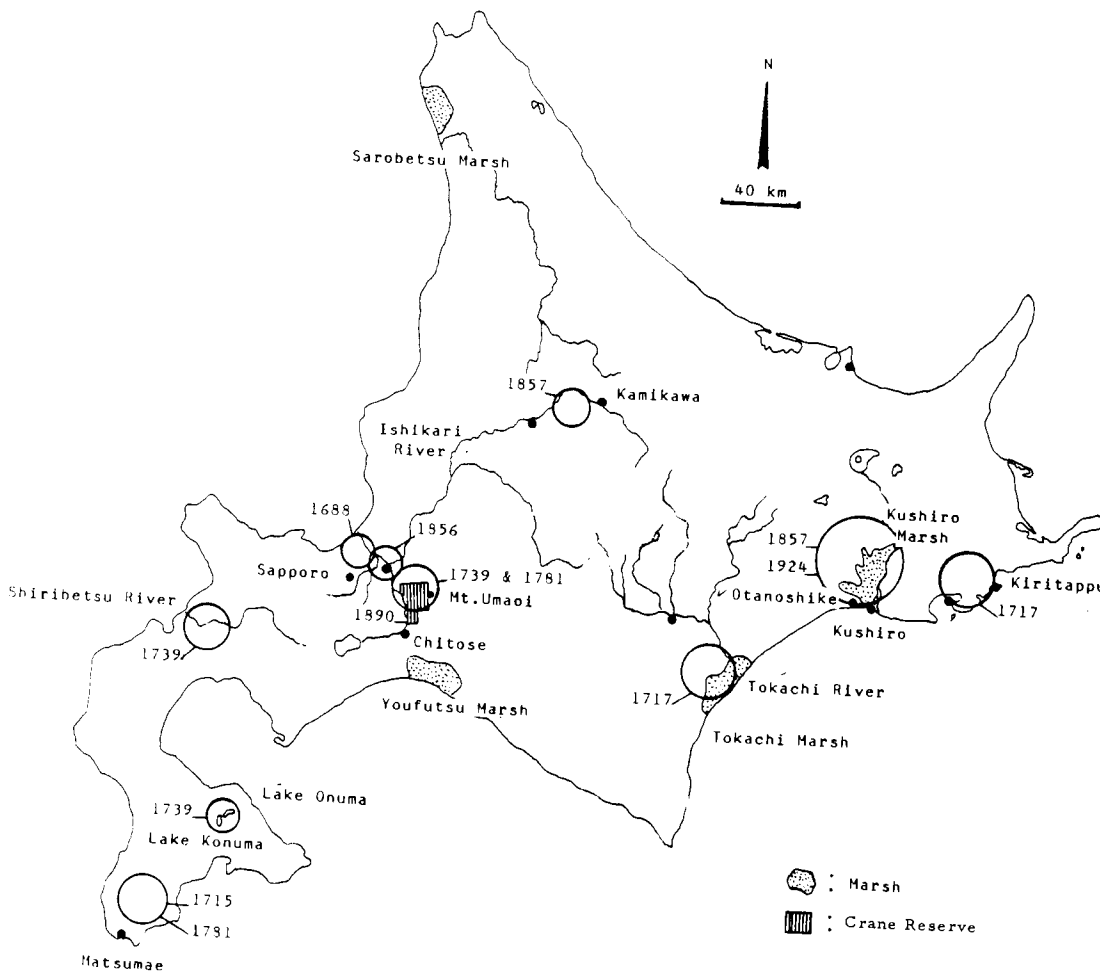 N
40 km
Sarobetsu Marsh
1857
Kamikawa
Ishikari
River
1688
1856
Kushiro
Marsh
1857
1924
Sapporo
1739 & 1781
Mt.Umaoi
Shiribetsu River
Otanoshike
Kiritappu
1890
Kushiro
1717
Chitose
1739
1717
Tokachi River
Youfutsu Marsh
Tokachi Marsh
Lake Onuma
1739
Lake Konuma
: Marsh
1715
: Crane Reserve
1781
Matsumae